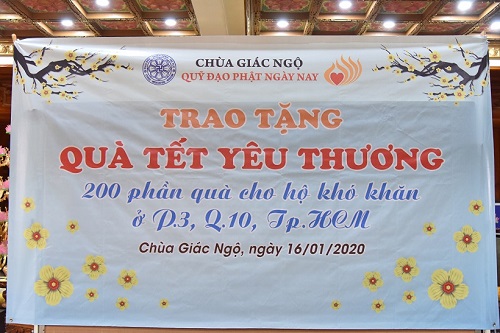 CHÙA GIÁC NGỘ
QUỸ ĐẠO PHẬT NGÀY NAY
TRAO TẶNG
QUÀ TẾT YÊU THƯƠNG
200 phần quà cho hộ khó khăn
ở P.3, Q.10, Tp.HCM
Chùa Giác Ngộ, ngày 16/01/2020